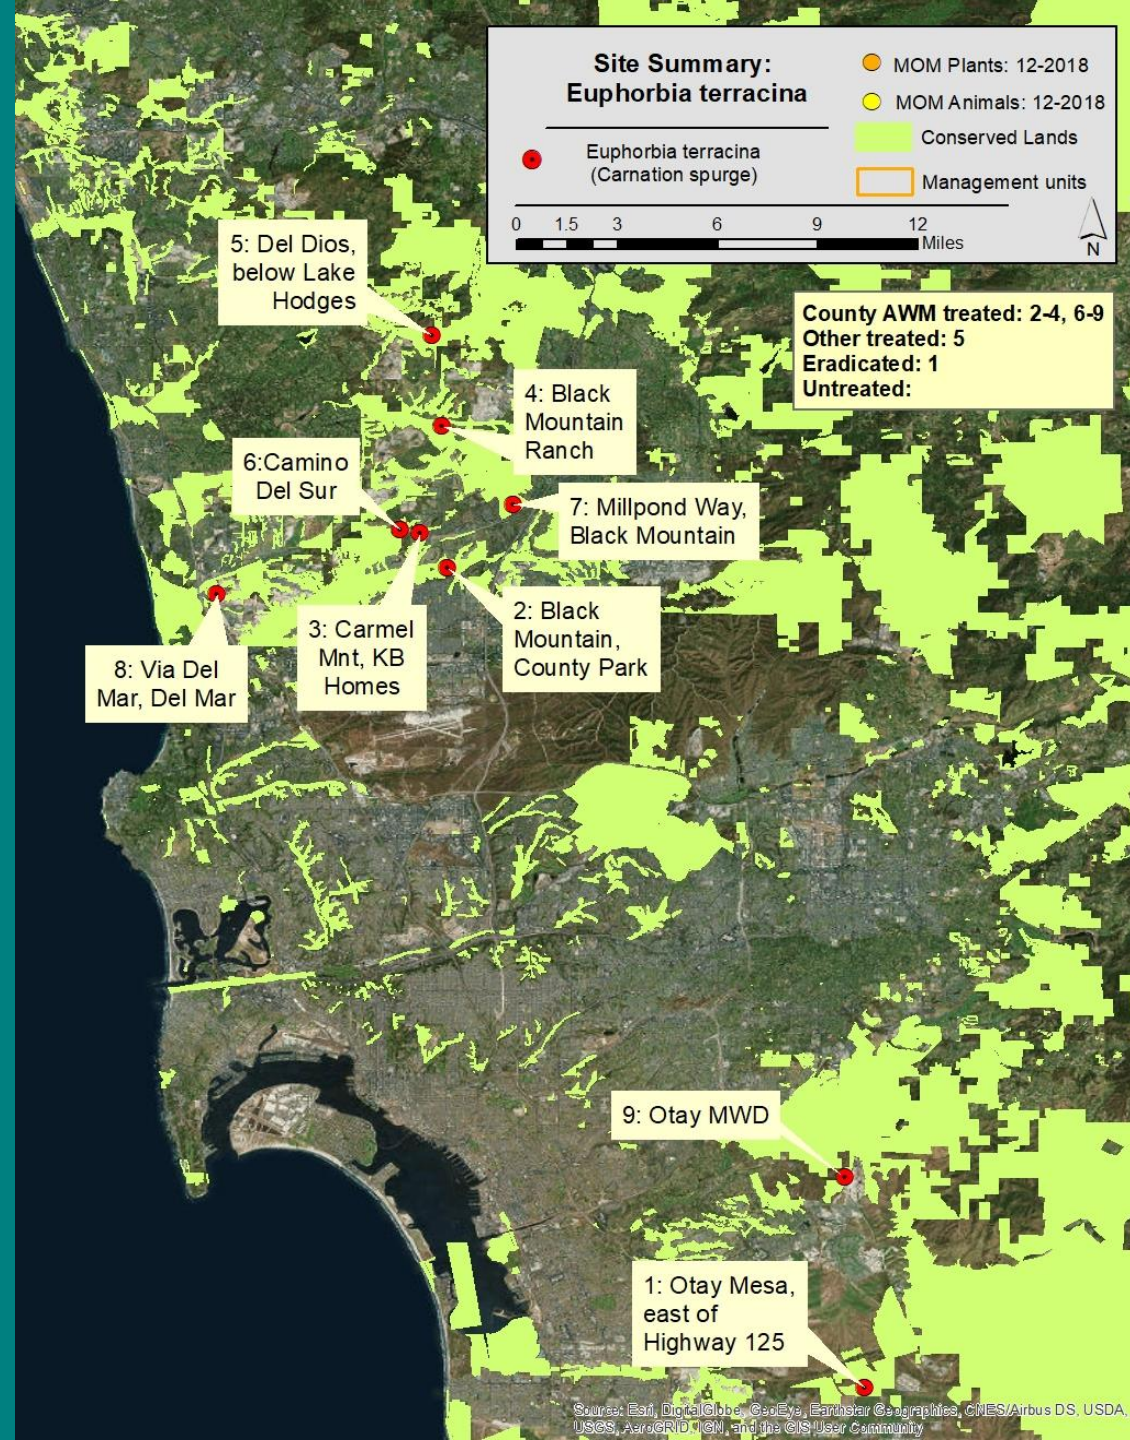 Site Summary:
Euphorbia terracina
Euphorbia terracina
(Carnation spurge)
MOM Plants: 12-2018
MOM Animals: 12-2018
Conserved Lands
Management units
0 1.5 3 6 9 12
Miles
N
5: Del Dios,
below Lake
Hodges
County AWM treated: 2-4, 6-9
Other treated: 5
Eradicated: 1
Untreated:
4: Black
Mountain
Ranch
6:Camino
Del Sur
7: Millpond Way,
Black Mountain
2: Black
Mountain,
County Park
3: Carmel
Mnt, KB
Homes
8: Via Del
Mar, Del Mar
9: Otay MWD
1: Otay Mesa,
east of
Highway 125
Source: Esri, DigitalGlobe, GeoEye, Earthstar Geographics, CNES/Airbus DS, USDA,
USGS, AeroGRID, IGN, and the GIS User Community